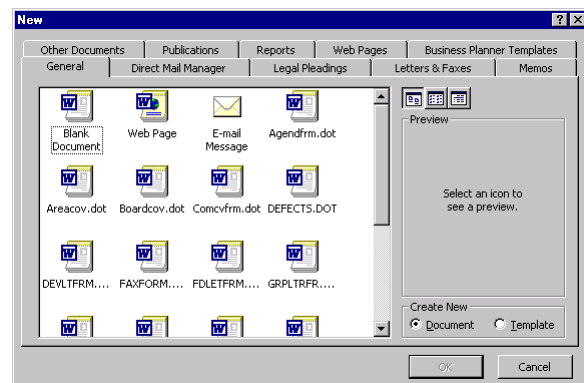 New
Other Documents Publications Reports Web Pages Business Planner Templates
General Direct Mail Manager Legal Pleadings Letters & Faxes Memos
Blank Document
Web Page
E-mail Message
Agendfrm.dot
Areacov.dot
Boardcov.dot
Comcvfrm.dot
DEFECTS.DOT
DEVLTFRM....
FAXFORM....
FDLETFRM....
GRPLTRFR....
Preview
Select an icon to
see a preview.
Create New
Document Template
OK Cancel